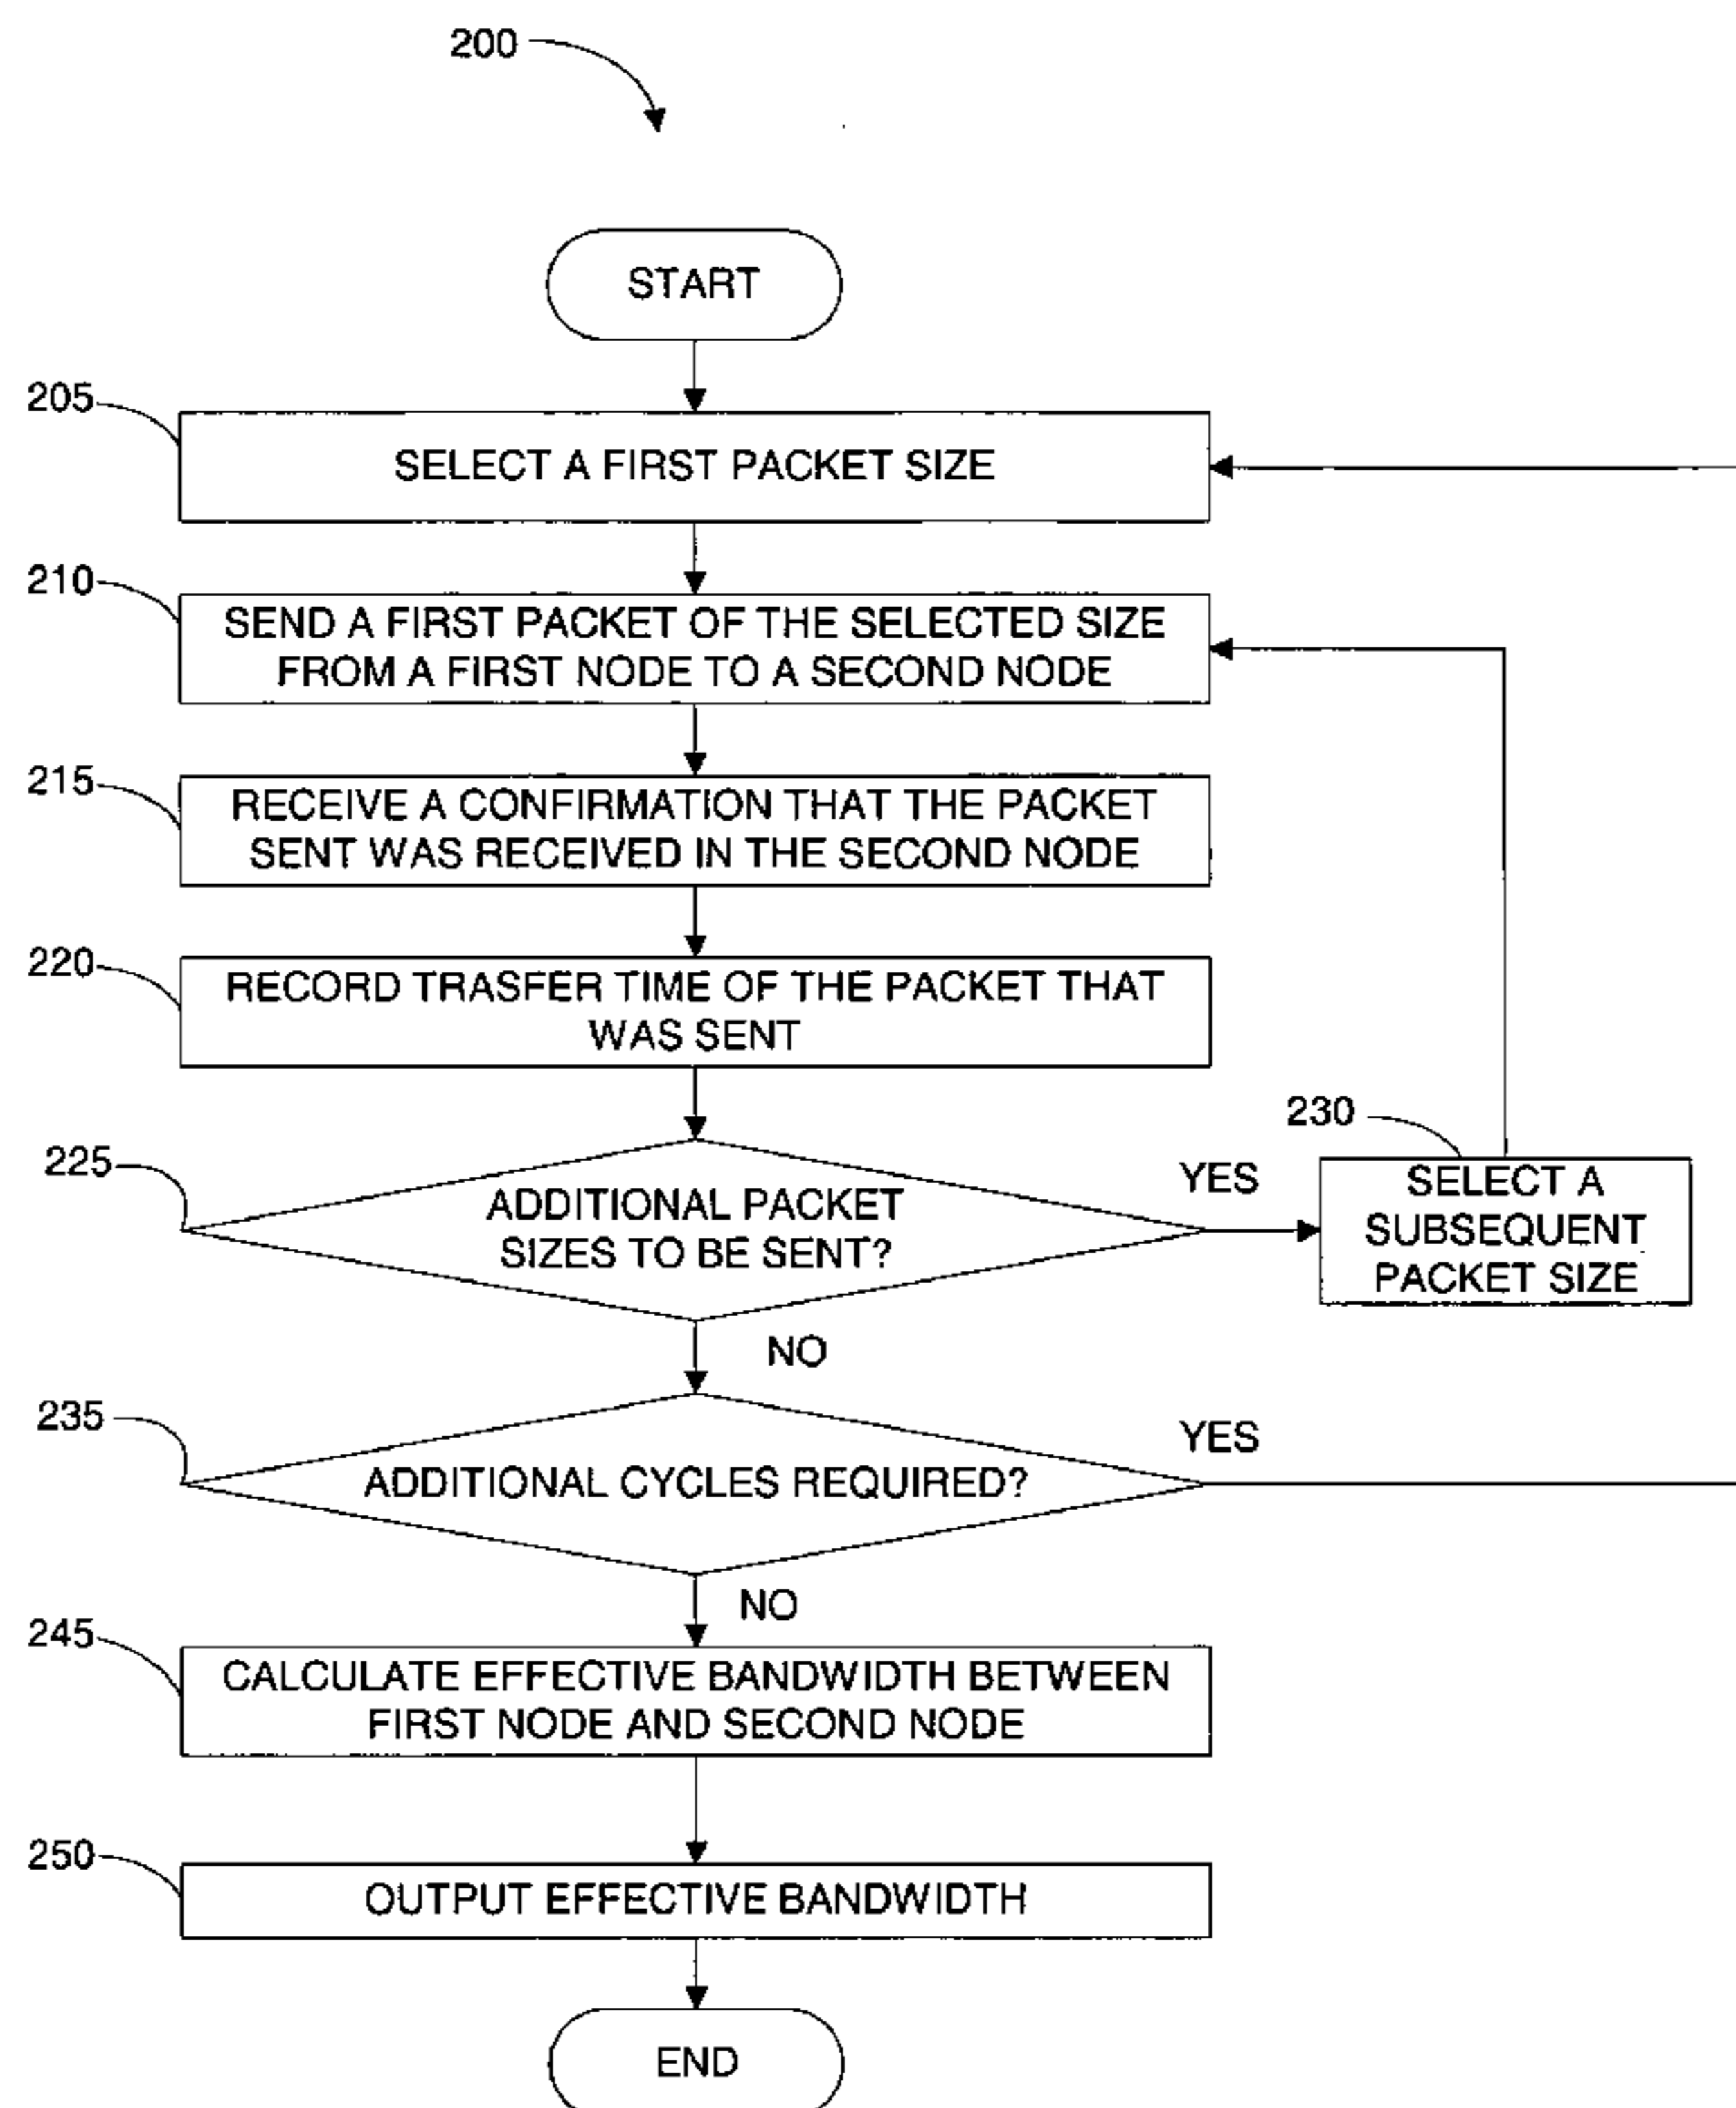 200
START
205
SELECT A FIRST PACKET SIZE
210
SEND A FIRST PACKET OF THE SELECTED SIZE
FROM A FIRST NODE TO A SECOND NODE
215
RECEIVE A CONFIRMATION THAT THE PACKET
SENT WAS RECEIVED IN THE SECOND NODE
220
RECORD TRASFER TIME OF THE PACKET THAT
WAS SENT
225
ADDITIONAL PACKET
SIZES TO BE SENT?
YES
230
SELECT A
SUBSEQUENT
PACKET SIZE
NO
235
ADDITIONAL CYCLES REQUIRED?
YES
NO
245
CALCULATE EFFECTIVE BANDWIDTH BETWEEN
FIRST NODE AND SECOND NODE
250
OUTPUT EFFECTIVE BANDWIDTH
END